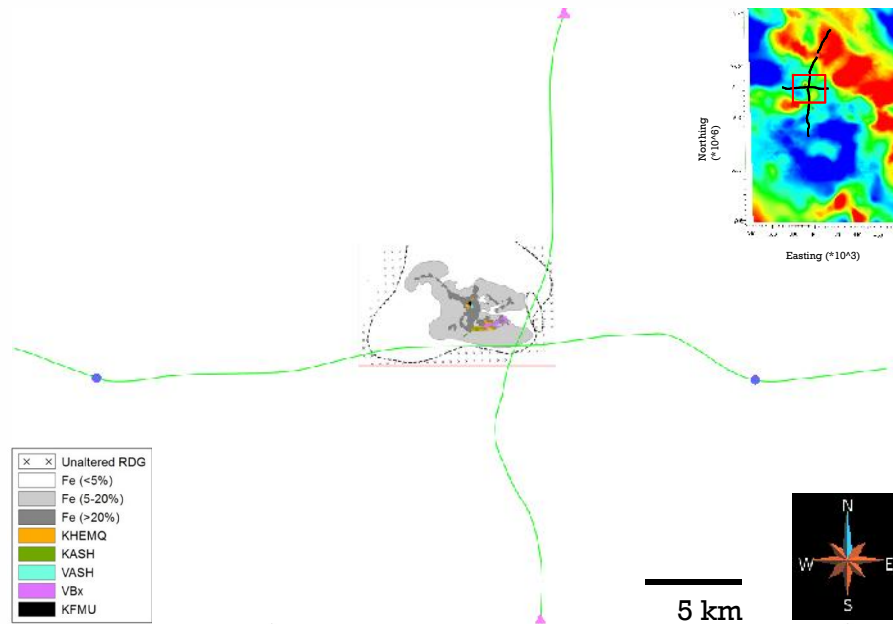 Northing
(*10^6)
Easting (*10^3)
Unaltered RDG
Fe (<5%)
Fe (5-20%)
Fe (>20%)
KHEMQ
KASH
VASH
VBx
KFMU
N
W
E
S
5 km